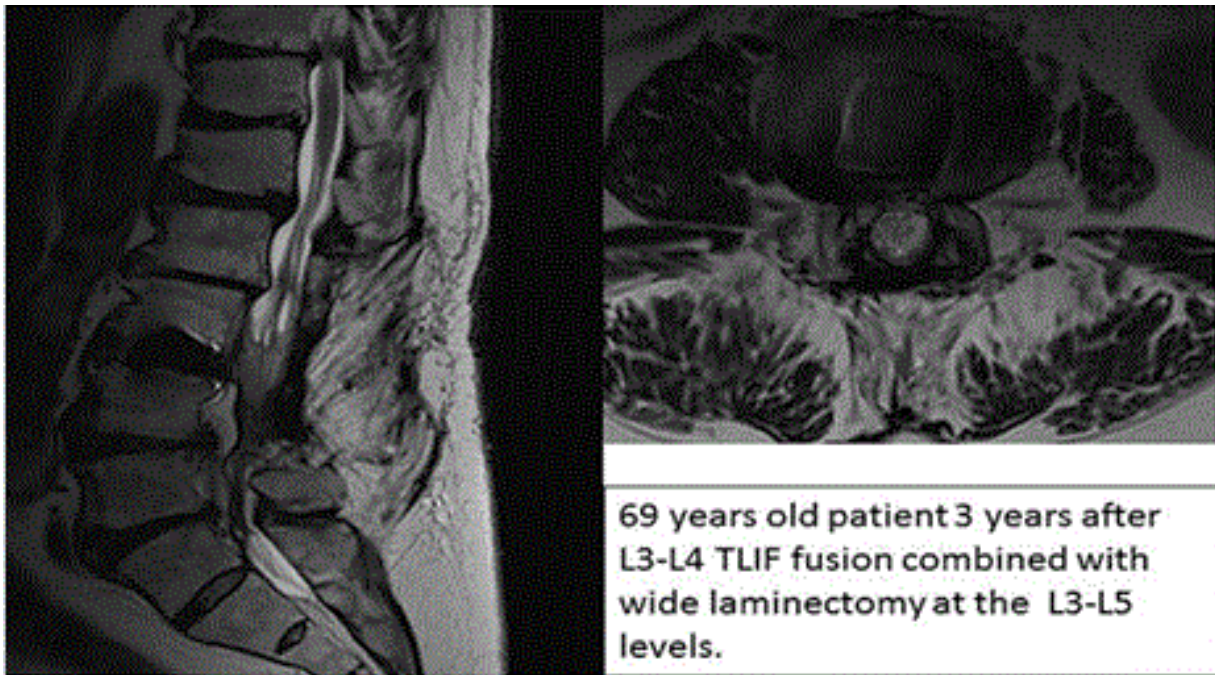 69 years old patient 3 years after
L3-L4 TLIF fusion combined with
wide laminectomy at the L3-L5
levels.